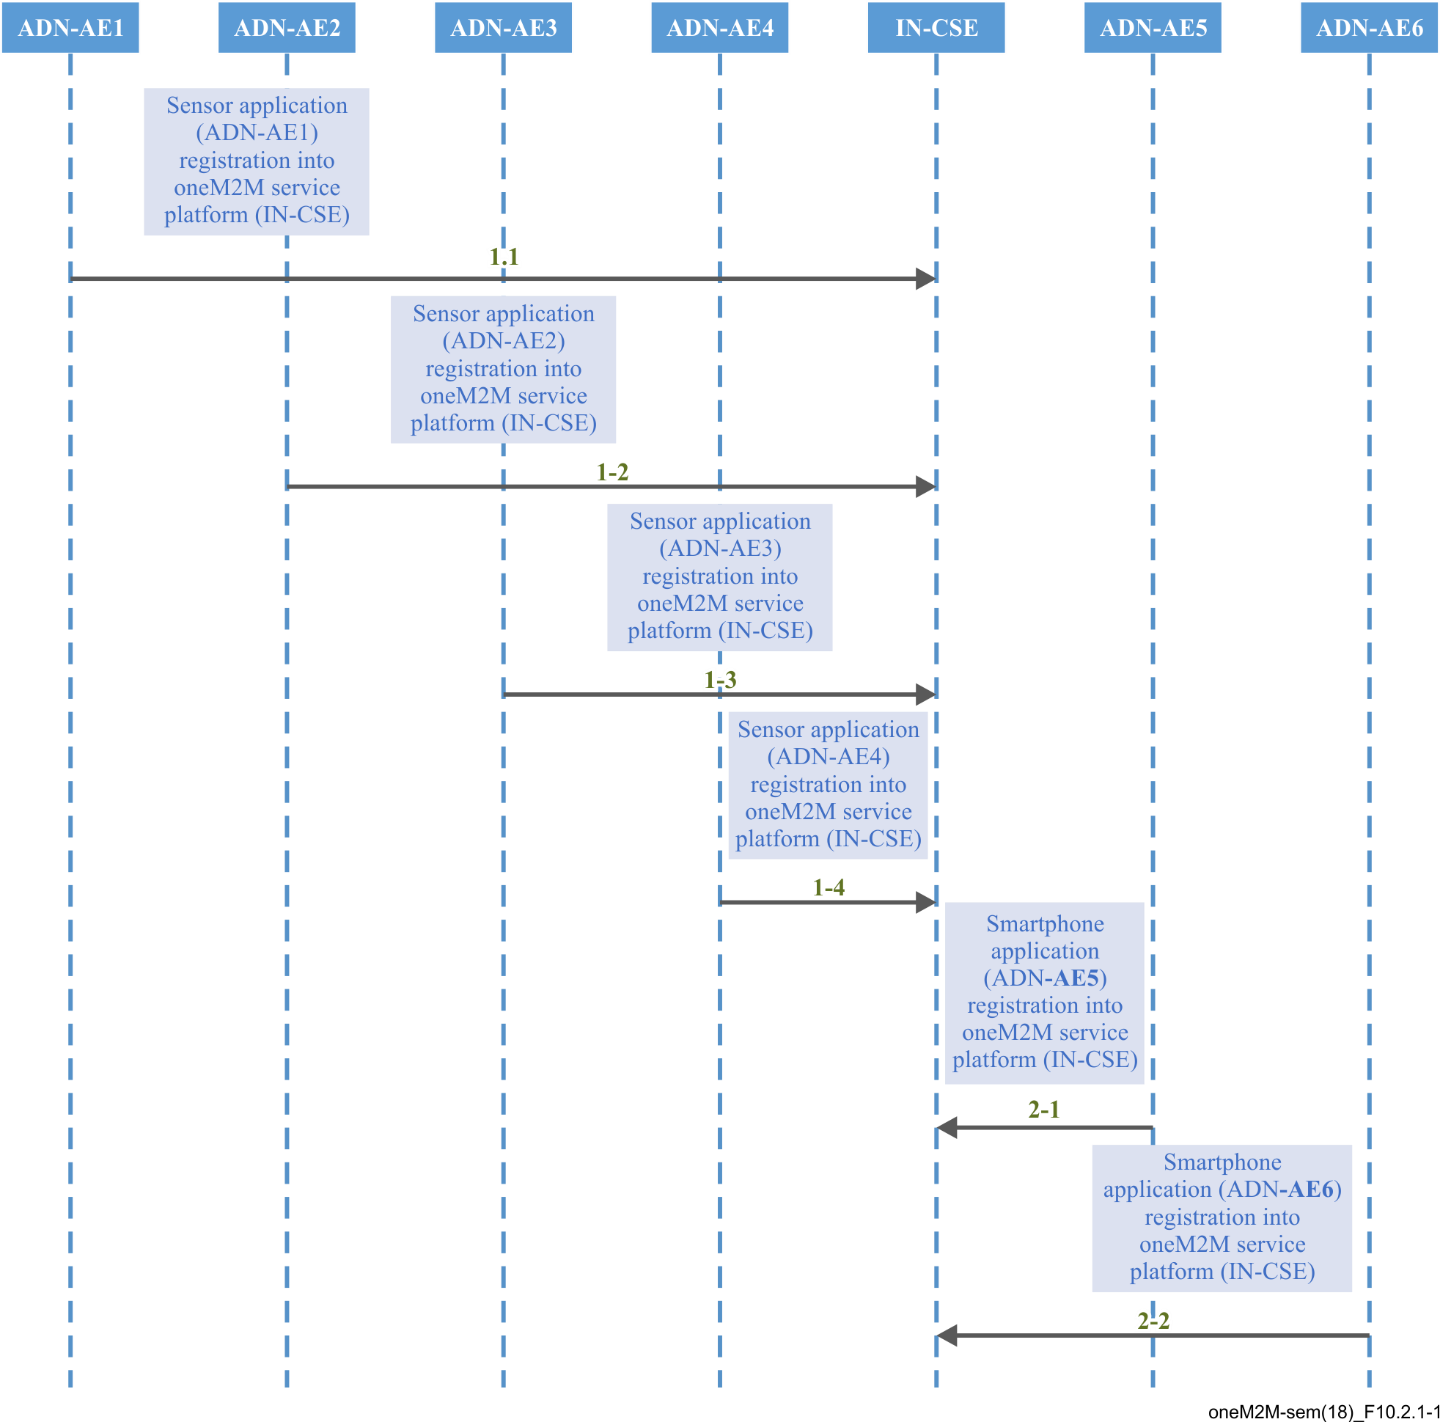 ADN-AE1
ADN-AE2
ADN-AE3
ADN-AE4
IN-CSE
ADN-AE5
ADN-AE6
Sensor application
(ADN-AE1)
registration into
oneM2M service
platform (IN-CSE)
1.1
Sensor application
(ADN-AE2)
registration into
oneM2M service
platform (IN-CSE)
1-2
Sensor application
(ADN-AE3)
registration into
oneM2M service
platform (IN-CSE)
1-3
Sensor application
(ADN-AE4)
registration into
oneM2M service
platform (IN-CSE)
1-4
Smartphone
application
(ADN-AE5)
registration into
oneM2M service
platform (IN-CSE)
2-1
Smartphone
application (ADN-AE6)
registration into
oneM2M service
platform (IN-CSE)
2-2
oneM2M-sem(18)_F10.2.1-1